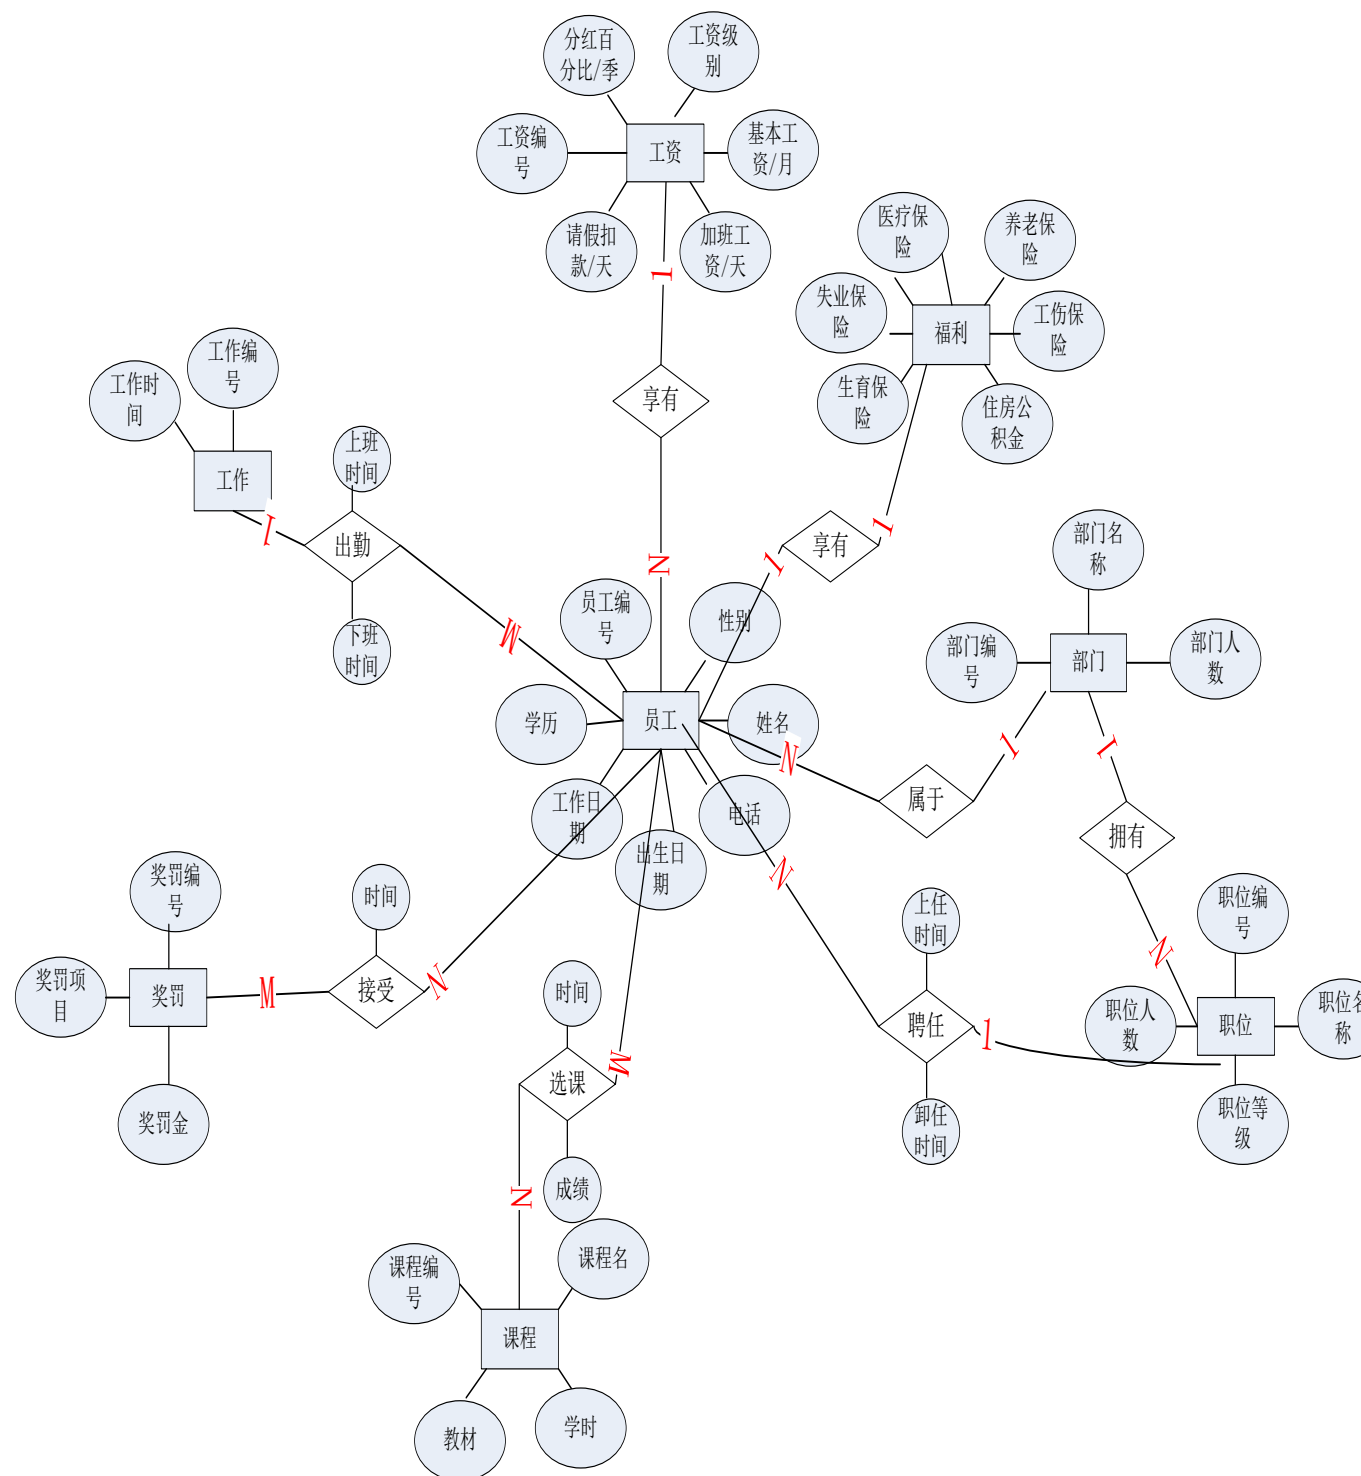 分红百
分比/季
工资级
别
工资编
号
工资
基本工
资/月
请假扣
款/天
加班工
资/天
1
享有
N
医疗保
险
养老保
险
失业保
险
福利
工伤保
险
生育保
险
住房公
积金
1
享有
1
工作编
号
工作时
间
工作
上班
时间
1
出勤
下班
时间
M
部门名
称
部门编
号
部门
部门人
数
员工编
号
性别
学历
员工
姓名
工作日
期
电话
出生日
期
N
属于
1
1
拥有
N
奖罚编
号
时间
奖罚项
目
奖罚
M
接受
N
奖罚金
N
上任
时间
聘任
1
卸任
时间
职位编
号
职位人
数
职位
职位名
称
职位等
级
时间
选课
M
成绩
N
课程编
号
课程名
课程
教材
学时